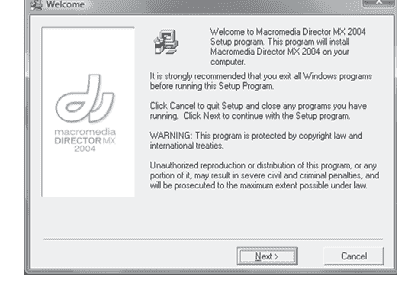 Welcome
Welcome to Macromedia Director MX 2004
Setup program. This program will install
Macromedia Director MX 2004 on your
computer.
It is strongly recommended that you exit all Windows programs
before running this Setup Program.
Click Cancel to quit Setup and close any programs you have
running. Click Next to continue with the Setup program.
WARNING: This program is protected by copyright law and
international treaties.
Unauthorized reproduction or distribution of this program, or any
portion of it, may result in severe civil and criminal penalties, and
will be prosecuted to the maximum extent possible under law.
macromedia
DIRECTOR MX
2004
Next >
Cancel